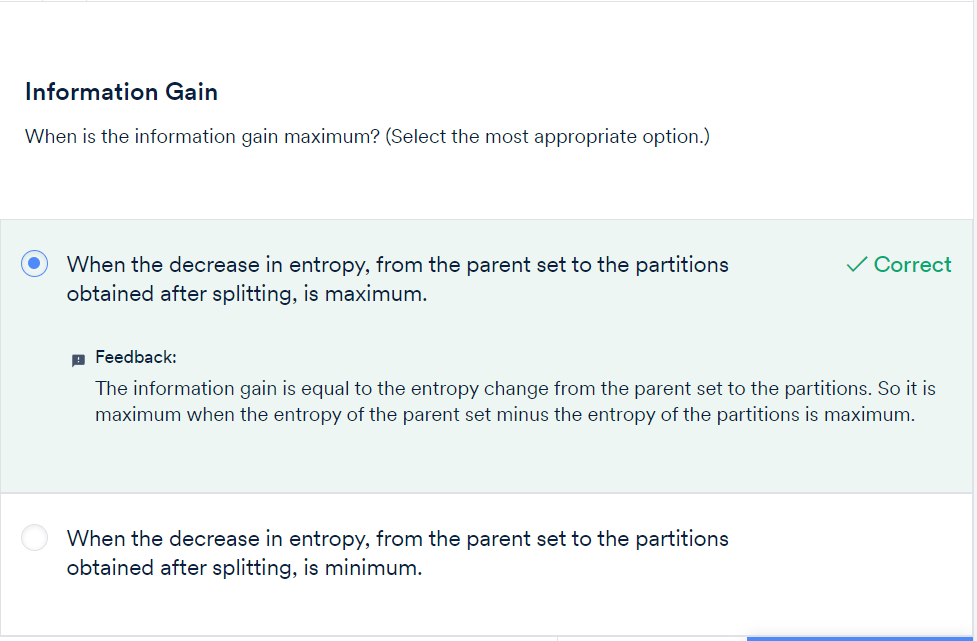 Information Gain
When is the information gain maximum? (Select the most appropriate option.)
When the decrease in entropy, from the parent set to the partitions
obtained after splitting, is maximum.
Correct
Feedback:
The information gain is equal to the entropy change from the parent set to the partitions. So it is
maximum when the entropy of the parent set minus the entropy of the partitions is maximum.
When the decrease in entropy, from the parent set to the partitions
obtained after splitting, is minimum.